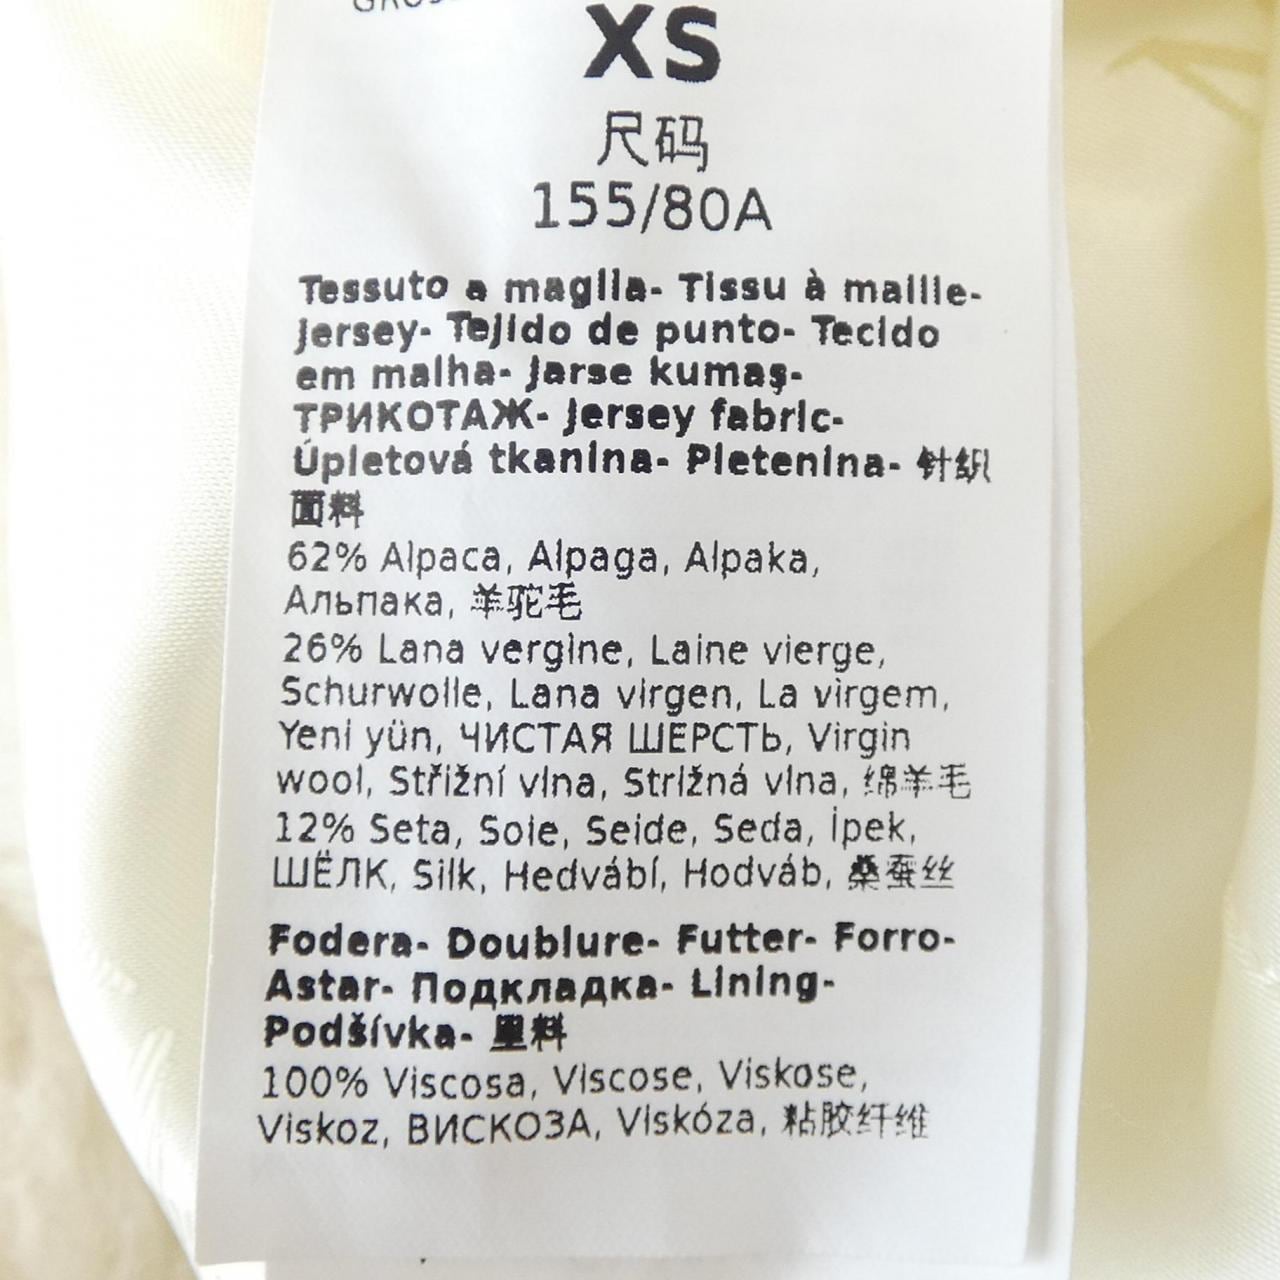 XS
尺码
155/80A
Tessuto a maglia- Tissu à maille-
Jersey- Tejido de punto- Tecido
em malha- Jarse kumaş-
ТРИКОТАЖ- Jersey fabric-
Úpletová tkanina- Pletenina- 针织
面料
62% Alpaca, Alpaga, Alpaka,
Альпака, 羊驼毛
26% Lana vergine, Laine vierge,
Schurwolle, Lana virgen, La virgem,
Yeni yün, ЧИСТАЯ ШЕРСТЬ, Virgin
wool, Střižní vlna, Strižná vlna, 绵羊毛
12% Seta, Soie, Seide, Seda, İpek,
ШЁЛК, Silk, Hedvábí, Hodváb, 桑蚕丝
Fodera- Doublure- Futter- Forro-
Astar- Подкладка- Lining-
Podšívka- 里料
100% Viscosa, Viscose, Viskose,
Viskoz, ВИСКОЗА, Viskóza, 粘胶纤维